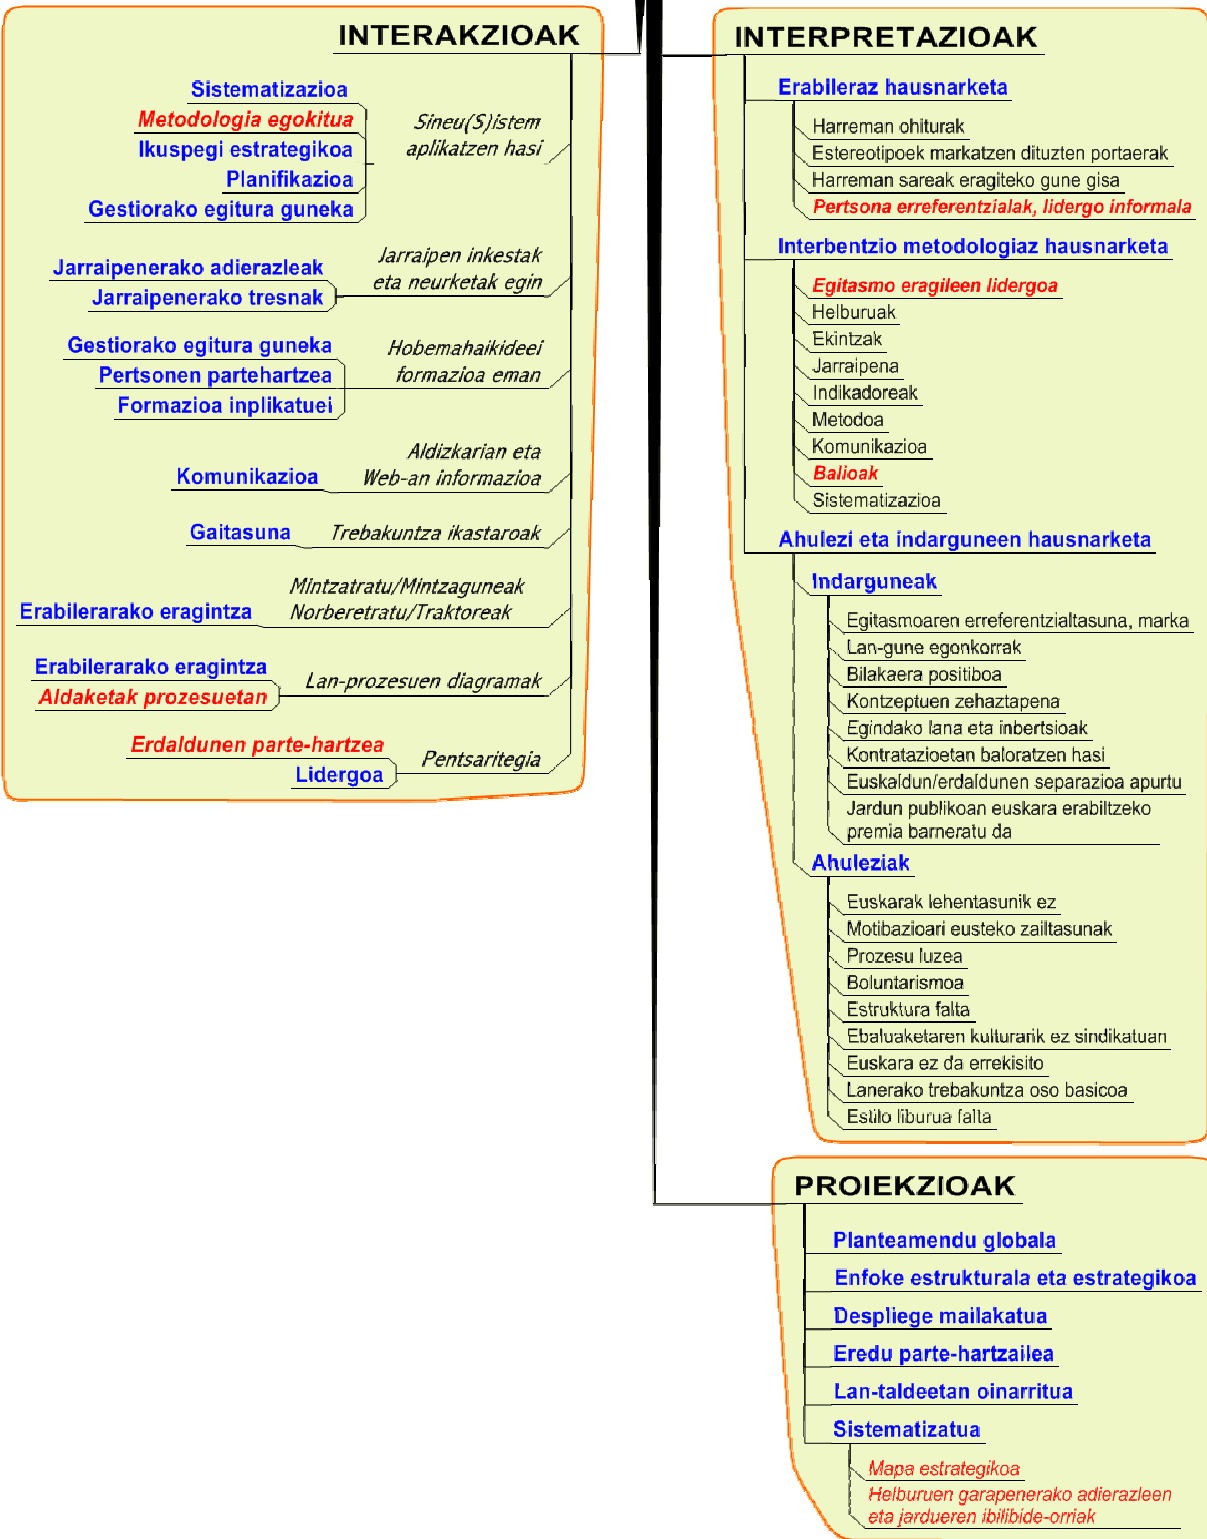 INTERAKZIOAK
Sistematizazioa
Metodologia egokitua
Ikuspegi estrategikoa
Planifikazioa
Gestiorako egitura guneka
Sineu(S)istem
aplikatzen hasi
Jarraipenerako adierazleak
Jarraipenerako tresnak
Jarraipen inkestak
eta neurketak egin
Gestiorako egitura guneka
Pertsonen partehartzea
Formazioa inplikatuei
Hobemahaikideei
formazioa eman
Komunikazioa
Aldizkarian eta
Web-an informazioa
Gaitasuna
Trebakuntza ikastaroak
Erabilerarako eragintza
Mintzatratu/Mintzaguneak
Norberetratu/Traktoreak
Erabilerarako eragintza
Aldaketak prozesuetan
Lan-prozesuen diagramak
Erdaldunen parte-hartzea
Lidergoa
Pentsaritegia
INTERPRETAZIOAK
Erabileraz hausnarketa
Harreman ohiturak
Estereotipoek markatzen dituzten portaerak
Harreman sareak eragiteko gune gisa
Pertsona erreferentzialak, lidergo informala
Interbentzio metodologiaz hausnarketa
Egitasmo eragileen lidergoa
Helburuak
Ekintzak
Jarraipena
Indikadoreak
Metodoa
Komunikazioa
Balioak
Sistematizazioa
Ahulezi eta indarguneen hausnarketa
Indarguneak
Egitasmoaren erreferentzialtasuna, marka
Lan-gune egonkorrak
Bilakaera positiboa
Kontzeptuen zehaztapena
Egindako lana eta inbertsioak
Kontratazioetan baloratzen hasi
Euskaldun/erdaldunen separazioa apurtu
Jardun publikoan euskara erabiltzeko
premia barneratu da
Ahuleziak
Euskarak lehentasunik ez
Motibazioari eusteko zailtasunak
Prozesu luzea
Boluntarismoa
Estruktura falta
Ebaluaketaren kulturarik ez sindikatuan
Euskara ez da errekisito
Lanerako trebakuntza oso basicoa
Estilo liburua falta
PROIEKZIOAK
Planteamendu globala
Enfoke estrukturala eta estrategikoa
Despliege mailakatua
Eredu parte-hartzailea
Lan-taldeetan oinarritua
Sistematizatua
Mapa estrategikoa
Helburuen garapenerako adierazleen
eta jardueren ibilibide-orriak